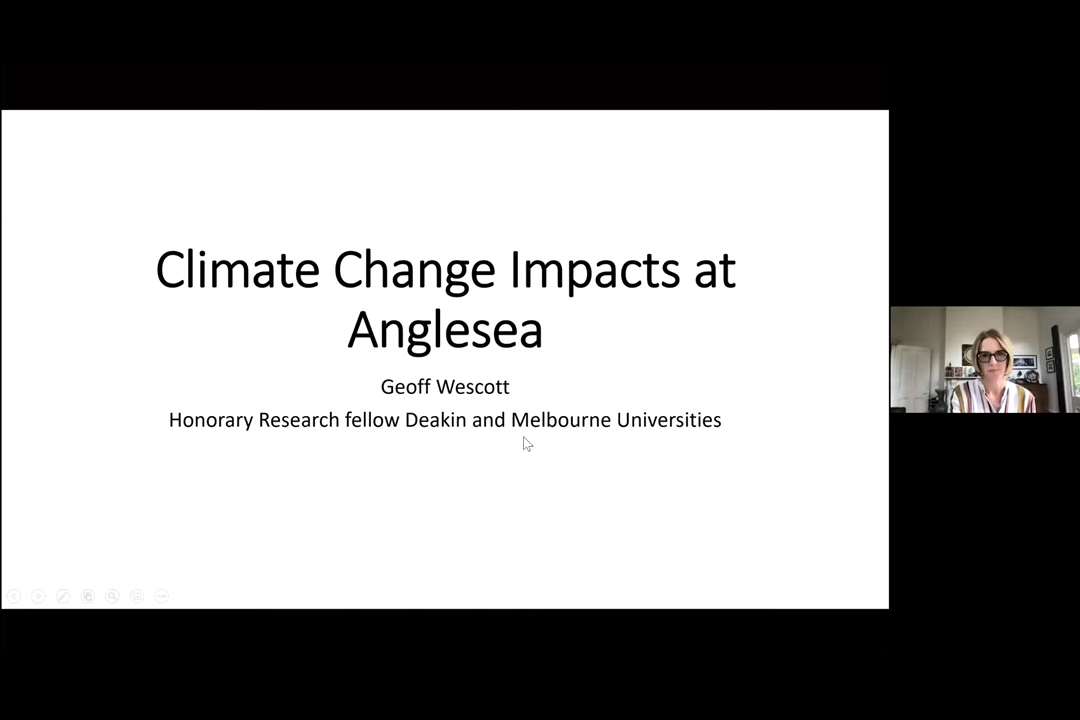 Climate Change Impacts at
Anglesea
Geoff Wescott
Honorary Research fellow Deakin and Melbourne Universities